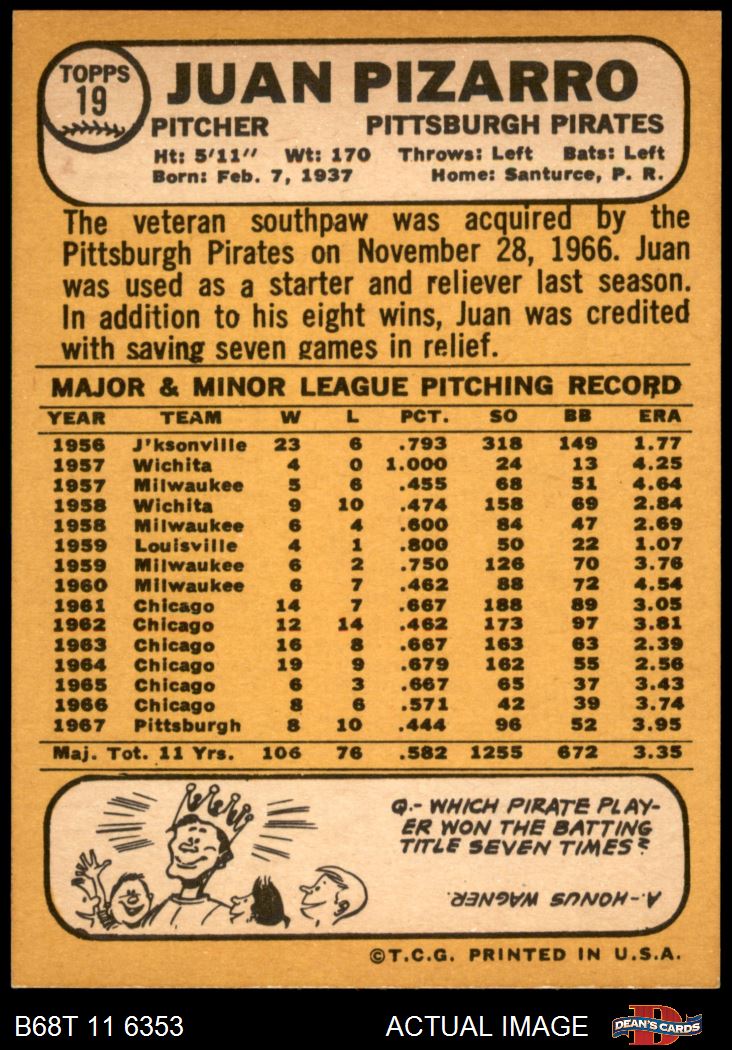 TOPPS
19
JUAN PIZARRO
PITCHER PITTSBURGH PIRATES
Ht: 5'11" Wt: 170 Throws: Left Bats: Left
Born: Feb. 7, 1937 Home: Santurce, P. R.
The veteran southpaw was acquired by the
Pittsburgh Pirates on November 28, 1966. Juan
was used as a starter and reliever last season.
In addition to his eight wins, Juan was credited
with saving seven games in relief.
MAJOR & MINOR LEAGUE PITCHING RECORD
YEAR TEAM W L PCT. SO BB ERA
1956 J'ksonville 23 6 .793 318 149 1.77
1957 Wichita 4 0 1.000 24 13 4.25
1957 Milwaukee 5 6 .455 68 51 4.64
1958 Wichita 9 10 .474 158 69 2.84
1958 Milwaukee 6 4 .600 84 47 2.69
1959 Louisville 4 1 .800 50 22 1.07
1959 Milwaukee 6 2 .750 126 70 3.76
1960 Milwaukee 6 7 .462 88 72 4.54
1961 Chicago 14 7 .667 188 89 3.05
1962 Chicago 12 14 .462 173 97 3.81
1963 Chicago 16 8 .667 163 63 2.39
1964 Chicago 19 9 .679 162 55 2.56
1965 Chicago 6 3 .667 65 37 3.43
1966 Chicago 8 6 .571 42 39 3.74
1967 Pittsburgh 8 10 .444 96 52 3.95
Maj. Tot. 11 Yrs. 106 76 .582 1255 672 3.35
Q.- WHICH PIRATE PLAY-
ER WON THE BATTING
TITLE SEVEN TIMES?
A.-HONUS WAGNER.
©T.C.G. PRINTED IN U.S.A.
B68T 11 6353 ACTUAL IMAGE
D
DEAN'S CARDS